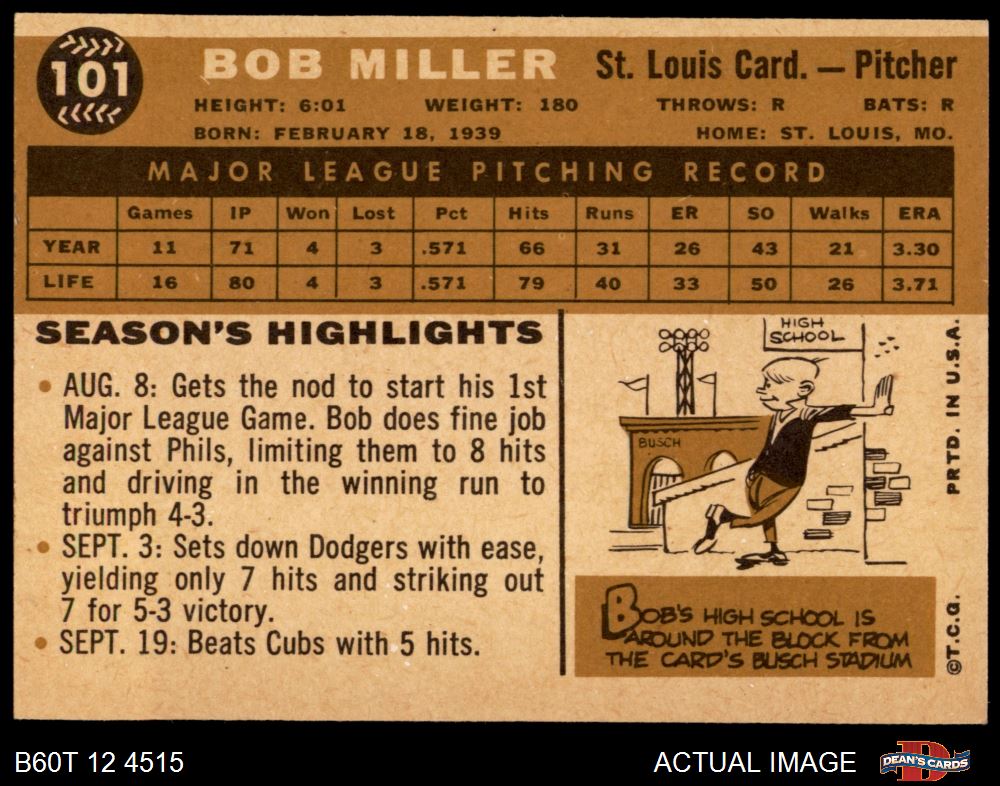 101
BOB MILLER St. Louis Card. — Pitcher
HEIGHT: 6:01 WEIGHT: 180 THROWS: R BATS: R
BORN: FEBRUARY 18, 1939 HOME: ST. LOUIS, MO.
MAJOR LEAGUE PITCHING RECORD
Games IP Won Lost Pct Hits Runs ER SO Walks ERA
YEAR 11 71 4 3 .571 66 31 26 43 21 3.30
LIFE 16 80 4 3 .571 79 40 33 50 26 3.71
SEASON'S HIGHLIGHTS
• AUG. 8: Gets the nod to start his 1st
Major League Game. Bob does fine job
against Phils, limiting them to 8 hits
and driving in the winning run to
triumph 4-3.
• SEPT. 3: Sets down Dodgers with ease,
yielding only 7 hits and striking out
7 for 5-3 victory.
• SEPT. 19: Beats Cubs with 5 hits.
HIGH
SCHOOL
BUSCH
BOB'S HIGH SCHOOL IS
AROUND THE BLOCK FROM
THE CARD'S BUSCH STADIUM
PRTD. IN U.S.A.
©T.C.G.
B60T 12 4515
ACTUAL IMAGE
D
DEAN'S CARDS